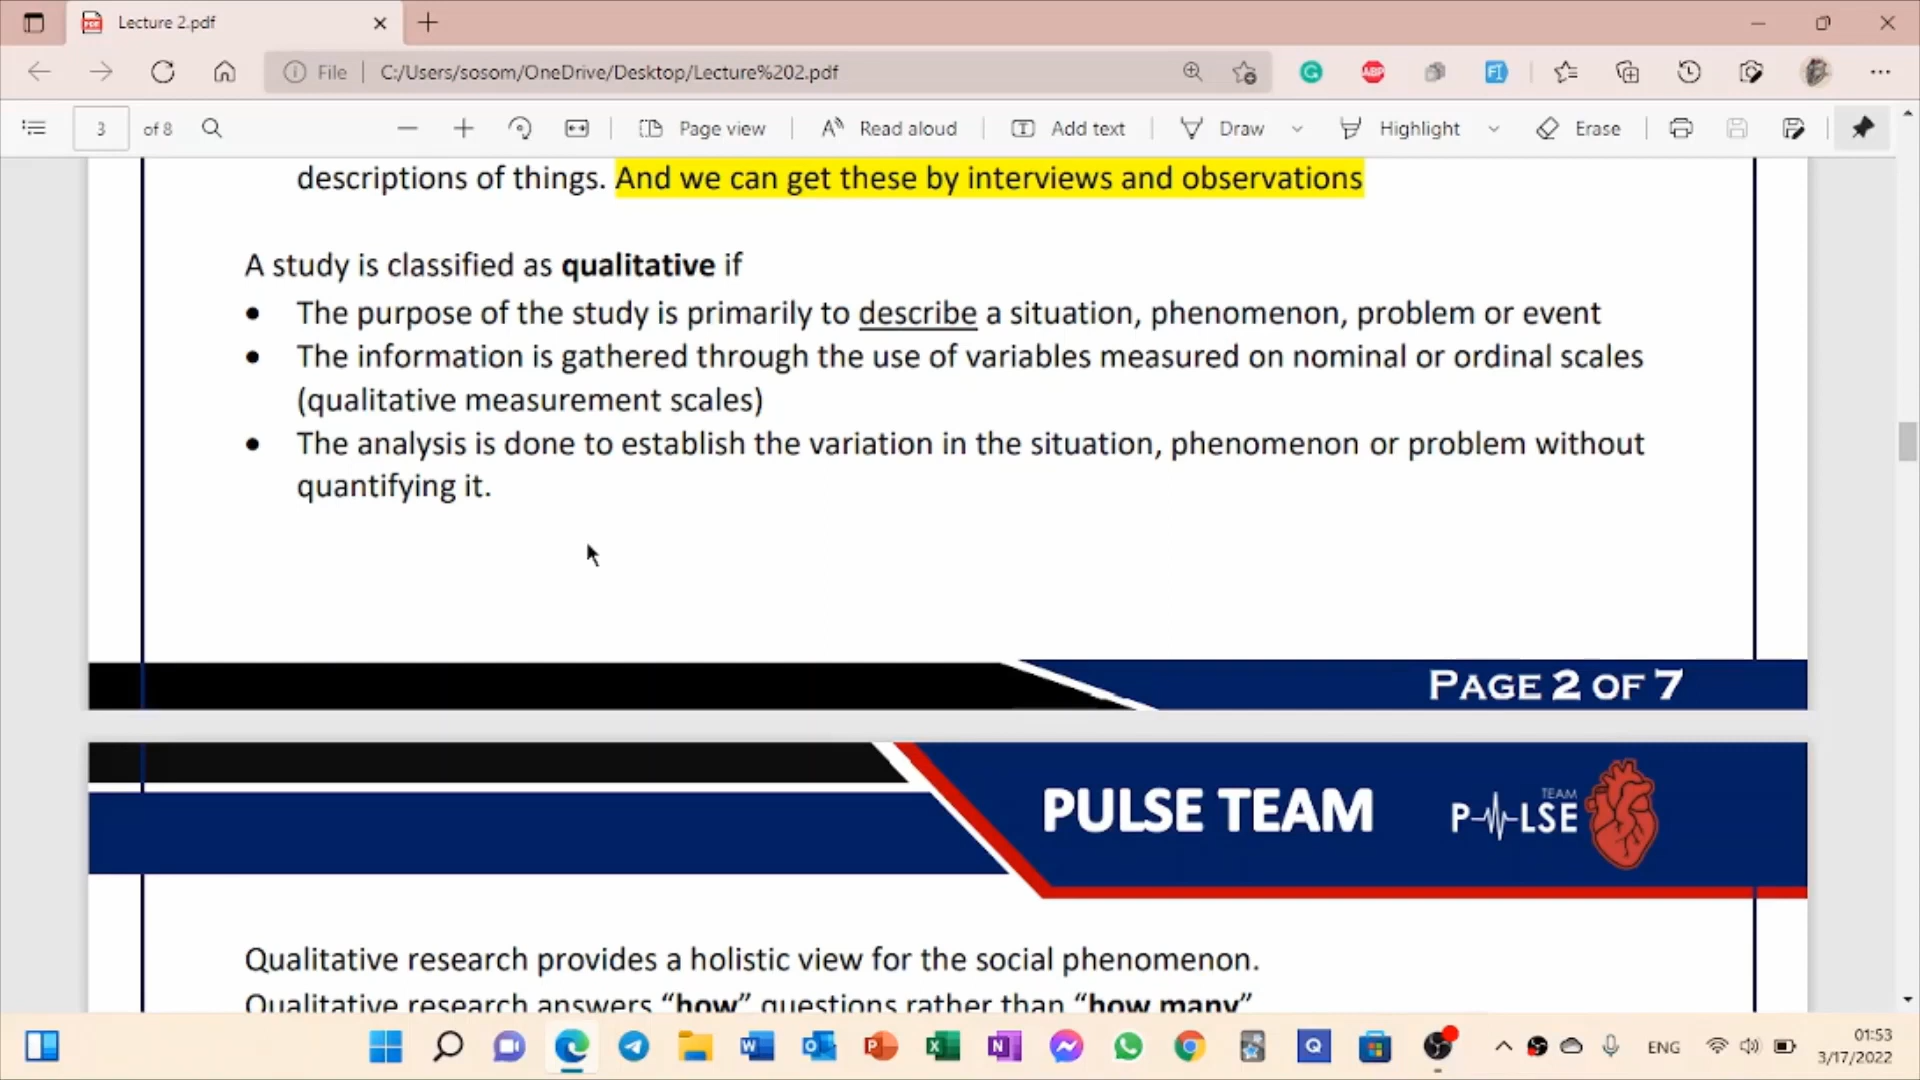 Lecture 2.pdf
File
C:/Users/sosom/OneDrive/Desktop/Lecture%202.pdf
3 of 8
Page view
Read aloud
Add text
Draw
Highlight
Erase
descriptions of things. And we can get these by interviews and observations
A study is classified as qualitative if
• The purpose of the study is primarily to describe a situation, phenomenon, problem or event
• The information is gathered through the use of variables measured on nominal or ordinal scales
(qualitative measurement scales)
• The analysis is done to establish the variation in the situation, phenomenon or problem without
quantifying it.
PAGE 2 OF 7
PULSE TEAM
TEAM
P LSE
Qualitative research provides a holistic view for the social phenomenon.
Qualitative research answers “how” questions rather than “how many”
ENG
01:53
3/17/2022